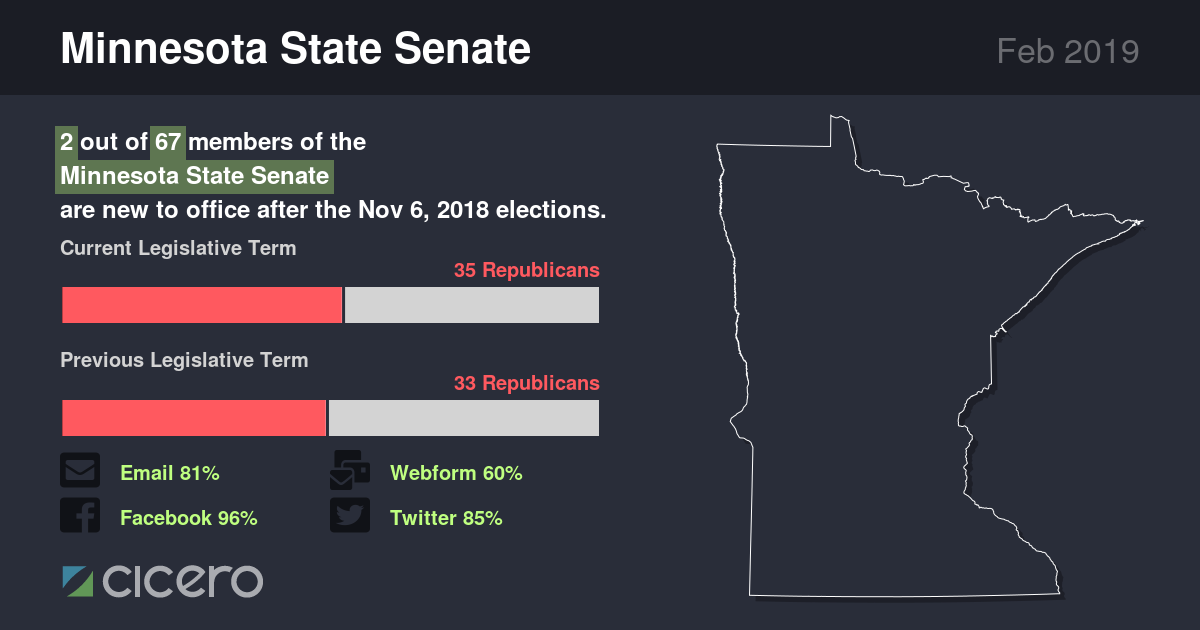 Minnesota State Senate
Feb 2019
2 out of 67 members of the
Minnesota State Senate
are new to office after the Nov 6, 2018 elections.
Current Legislative Term
35 Republicans
Previous Legislative Term
33 Republicans
Email 81%
Webform 60%
Facebook 96%
Twitter 85%
cicero